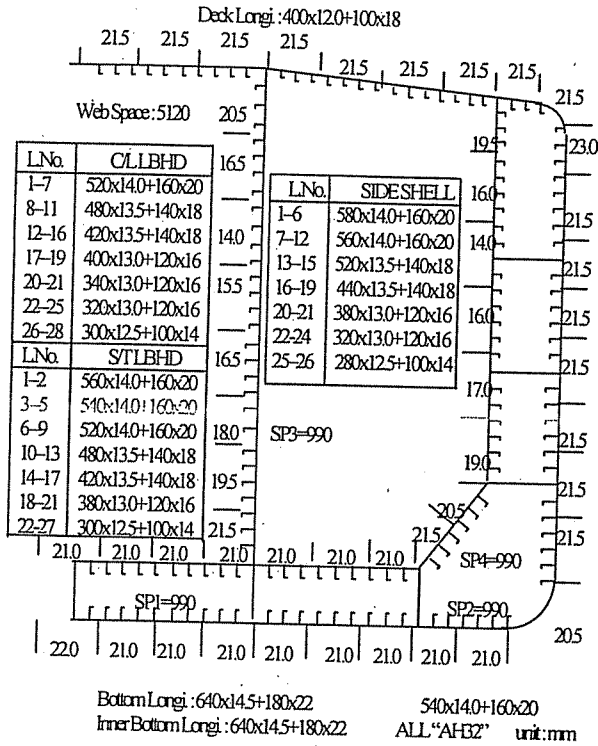 Deck Longi.:400x12.0+100x18
21.5 21.5 21.5 21.5 21.5 21.5 21.5 21.5
21.5
Web Space:5120
20.5
19.5
23.0
L.No. C/L LBHD
1-7 520x14.0+160x20
8-11 480x13.5+140x18
12-16 420x13.5+140x18
17-19 400x13.0+120x16
20-21 340x13.0+120x16
22-25 320x13.0+120x16
26-28 300x12.5+100x14
L.No. S/T LBHD
1-2 560x14.0+160x20
3-5 540x14.0+160x20
6-9 520x14.0+160x20
10-13 480x13.5+140x18
14-17 420x13.5+140x18
18-21 380x13.0+120x16
22-27 300x12.5+100x14
16.5
14.0
15.5
16.5
18.0
19.5
21.5
L.No. SIDE SHELL
1-6 580x14.0+160x20
7-12 560x14.0+160x20
13-15 520x13.5+140x18
16-19 440x13.5+140x18
20-21 380x13.0+120x16
22-24 320x13.0+120x16
25-26 280x12.5+100x14
SP3=990
16.0
14.0
16.0
17.0
19.0
20.5
21.5
21.5
21.5
21.5
21.5
21.5
21.5
21.5
21.0 21.0 21.0 21.0 21.0 21.0 21.0
SP4=990
SP1=990
SP2=990
20.5
22.0 21.0 21.0 21.0 21.0 21.0 21.0 21.0
Bottom Longi.:640x14.5+180x22
540x14.0+160x20
Inner Bottom Longi.:640x14.5+180x22
ALL "AH32" unit:mm